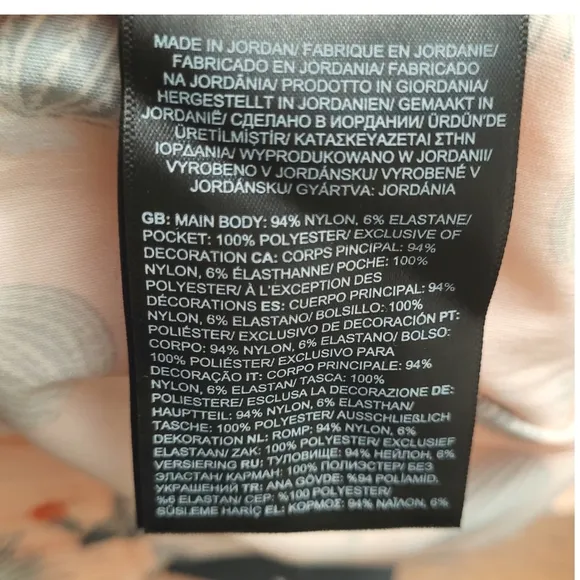 MADE IN JORDAN/ FABRIQUE EN JORDANIE/
FABRICADO EN JORDANIA/ FABRICADO
NA JORDÂNIA/ PRODOTTO IN GIORDANIA/
HERGESTELLT IN JORDANIEN/ GEMAAKT IN
JORDANIË/ СДЕЛАНО В ИОРДАНИИ/ ÜRDÜN'DE
ÜRETİLMİŞTİR/ ΚΑΤΑΣΚΕΥΑΖΕΤΑΙ ΣΤΗΝ
ΙΟΡΔΑΝΙΑ/ WYPRODUKOWANO W JORDANII/
VYROBENO V JORDÁNSKU/ VYROBENÉ V
JORDÁNSKU/ GYÁRTVA: JORDÁNIA
GB: MAIN BODY: 94% NYLON, 6% ELASTANE/
POCKET: 100% POLYESTER/ EXCLUSIVE OF
DECORATION CA: CORPS PINCIPAL: 94%
NYLON, 6% ÉLASTHANNE/ POCHE: 100%
POLYESTER/ À L'EXCEPTION DES
DÉCORATIONS ES: CUERPO PRINCIPAL: 94%
NYLON, 6% ELASTANO/ BOLSILLO: 100%
POLIÉSTER/ EXCLUSIVO DE DECORACIÓN PT:
CORPO: 94% NYLON, 6% ELASTANO/ BOLSO:
100% POLIÉSTER/ EXCLUSIVO PARA
DECORAÇÃO IT: CORPO PRINCIPALE: 94%
NYLON, 6% ELASTAN/ TASCA: 100%
POLIESTERE/ ESCLUSA LA DECORAZIONE DE:
HAUPTTEIL: 94% NYLON, 6% ELASTHAN/
TASCHE: 100% POLYESTER/ AUSSCHLIEẞLICH
DEKORATION NL: ROMP: 94% NYLON, 6%
ELASTAAN/ ZAK: 100% POLYESTER/ EXCLUSIEF
VERSIERING RU: ТУЛОВИЩЕ: 94% НЕЙЛОН, 6%
ЭЛАСТАН/ КАРМАН: 100% ПОЛИЭСТЕР/ БЕЗ
УКРАШЕНИЙ TR: ANA GÖVDE: %94 POLİAMİD,
%6 ELASTAN/ CEP: %100 POLYESTER/
SÜSLEME HARİÇ EL: ΚΟΡΜΟΣ: 94% ΝΑΪΛΟΝ, 6%